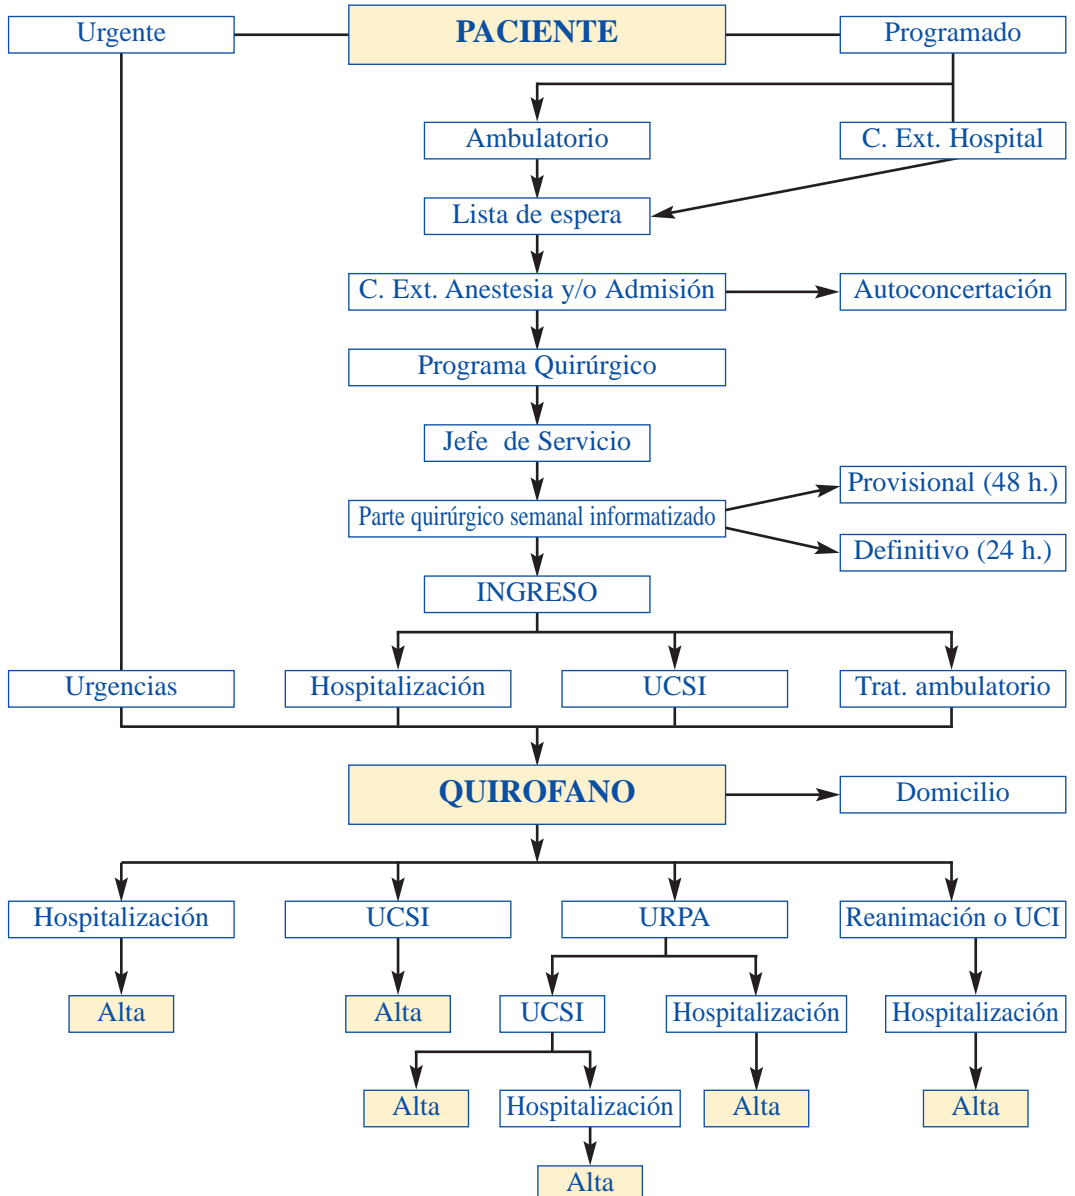 Urgente
PACIENTE
Programado
Ambulatorio
C. Ext. Hospital
Lista de espera
C. Ext. Anestesia y/o Admisión
Autoconcertación
Programa Quirúrgico
Jefe de Servicio
Provisional (48 h.)
Parte quirúrgico semanal informatizado
Definitivo (24 h.)
INGRESO
Urgencias
Hospitalización
UCSI
Trat. ambulatorio
QUIROFANO
Domicilio
Hospitalización
UCSI
URPA
Reanimación o UCI
Alta
Alta
UCSI
Hospitalización
Hospitalización
Alta
Hospitalización
Alta
Alta
Alta